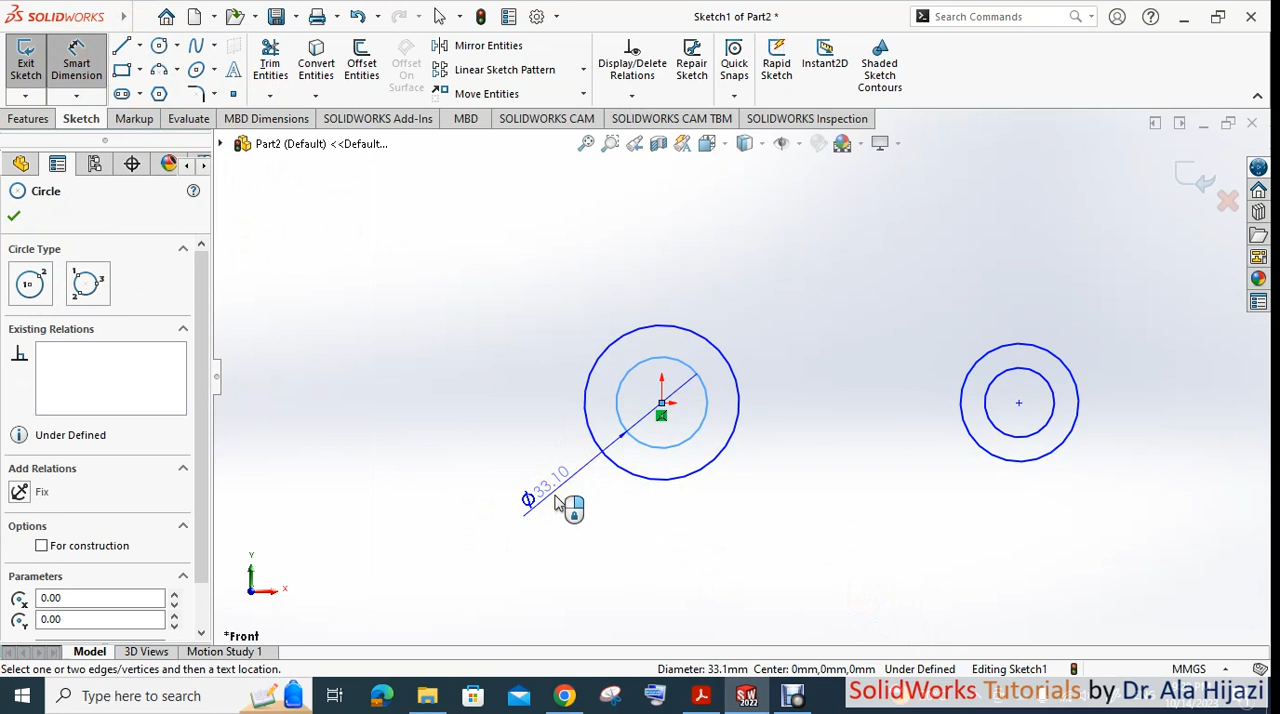 SOLIDWORKS
Sketch1 of Part2 *
Search Commands
Exit Sketch
Smart Dimension
Trim Entities
Convert Entities
Offset Entities
Offset On Surface
Mirror Entities
Linear Sketch Pattern
Move Entities
Display/Delete Relations
Repair Sketch
Quick Snaps
Rapid Sketch
Instant2D
Shaded Sketch Contours
Features Sketch Markup Evaluate MBD Dimensions SOLIDWORKS Add-Ins MBD SOLIDWORKS CAM SOLIDWORKS CAM TBM SOLIDWORKS Inspection
Part2 (Default) <<Default...
Circle
Circle Type
Existing Relations
Under Defined
Add Relations
Fix
Options
For construction
Parameters
0.00
0.00
Φ33.10
Y
X
*Front
Model 3D Views Motion Study 1
Select one or two edges/vertices and then a text location.
Diameter: 33.1mm Center: 0mm,0mm,0mm Under Defined Editing Sketch1 MMGS
Type here to search
SW 2022
SolidWorks Tutorials by Dr. Ala Hijazi